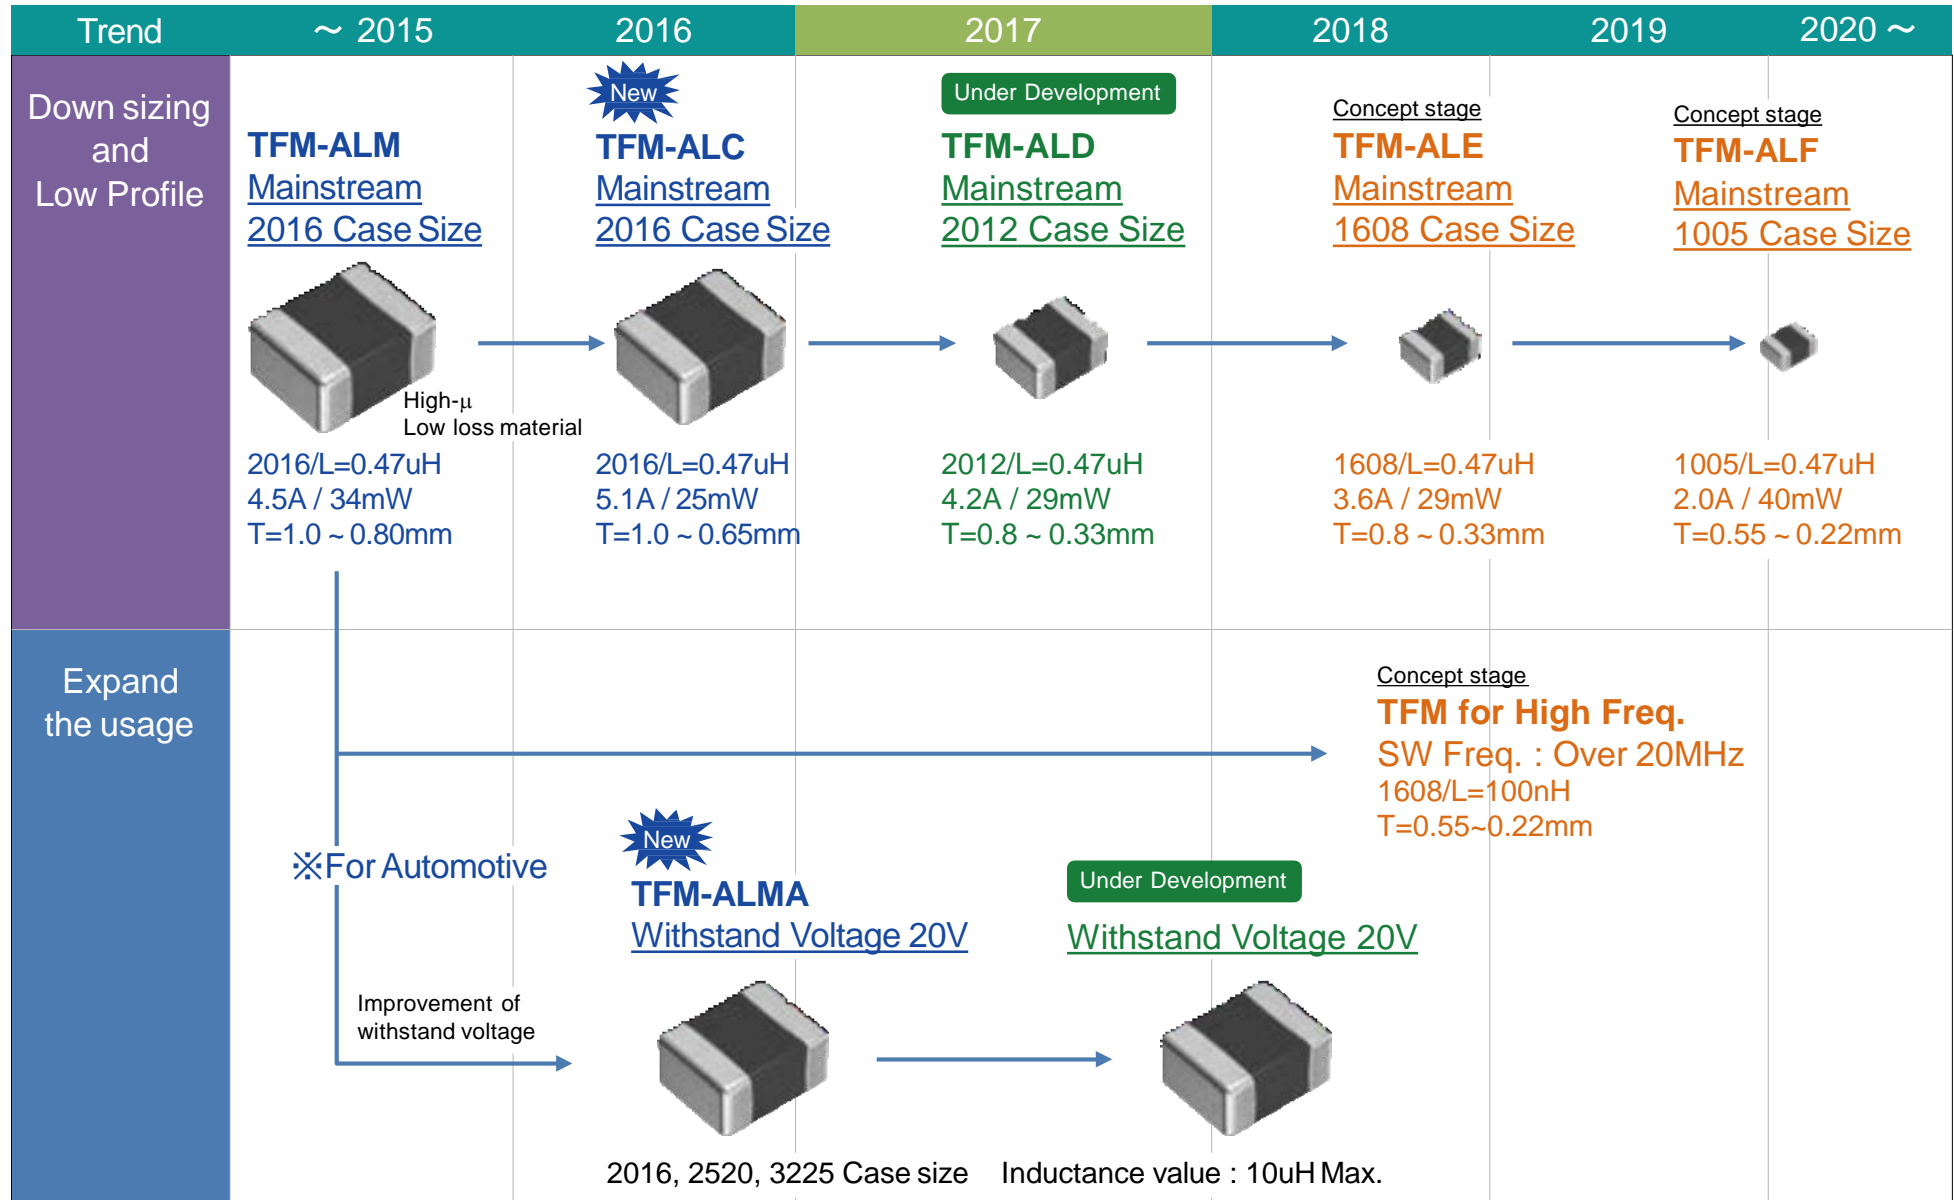 Trend
～ 2015
2016
2017
2018
2019
2020 ～
Down sizing
and
Low Profile
New
TFM-ALM
Mainstream
2016 Case Size
TFM-ALC
Mainstream
2016 Case Size
Under Development
TFM-ALD
Mainstream
2012 Case Size
Concept stage
TFM-ALE
Mainstream
1608 Case Size
Concept stage
TFM-ALF
Mainstream
1005 Case Size
High-μ
Low loss material
2016/L=0.47uH
4.5A / 34mW
T=1.0 ~ 0.80mm
2016/L=0.47uH
5.1A / 25mW
T=1.0 ~ 0.65mm
2012/L=0.47uH
4.2A / 29mW
T=0.8 ~ 0.33mm
1608/L=0.47uH
3.6A / 29mW
T=0.8 ~ 0.33mm
1005/L=0.47uH
2.0A / 40mW
T=0.55 ~ 0.22mm
Expand
the usage
Concept stage
TFM for High Freq.
SW Freq. : Over 20MHz
1608/L=100nH
T=0.55~0.22mm
※For Automotive
New
TFM-ALMA
Withstand Voltage 20V
Under Development
Withstand Voltage 20V
Improvement of
withstand voltage
2016, 2520, 3225 Case size
Inductance value : 10uH Max.